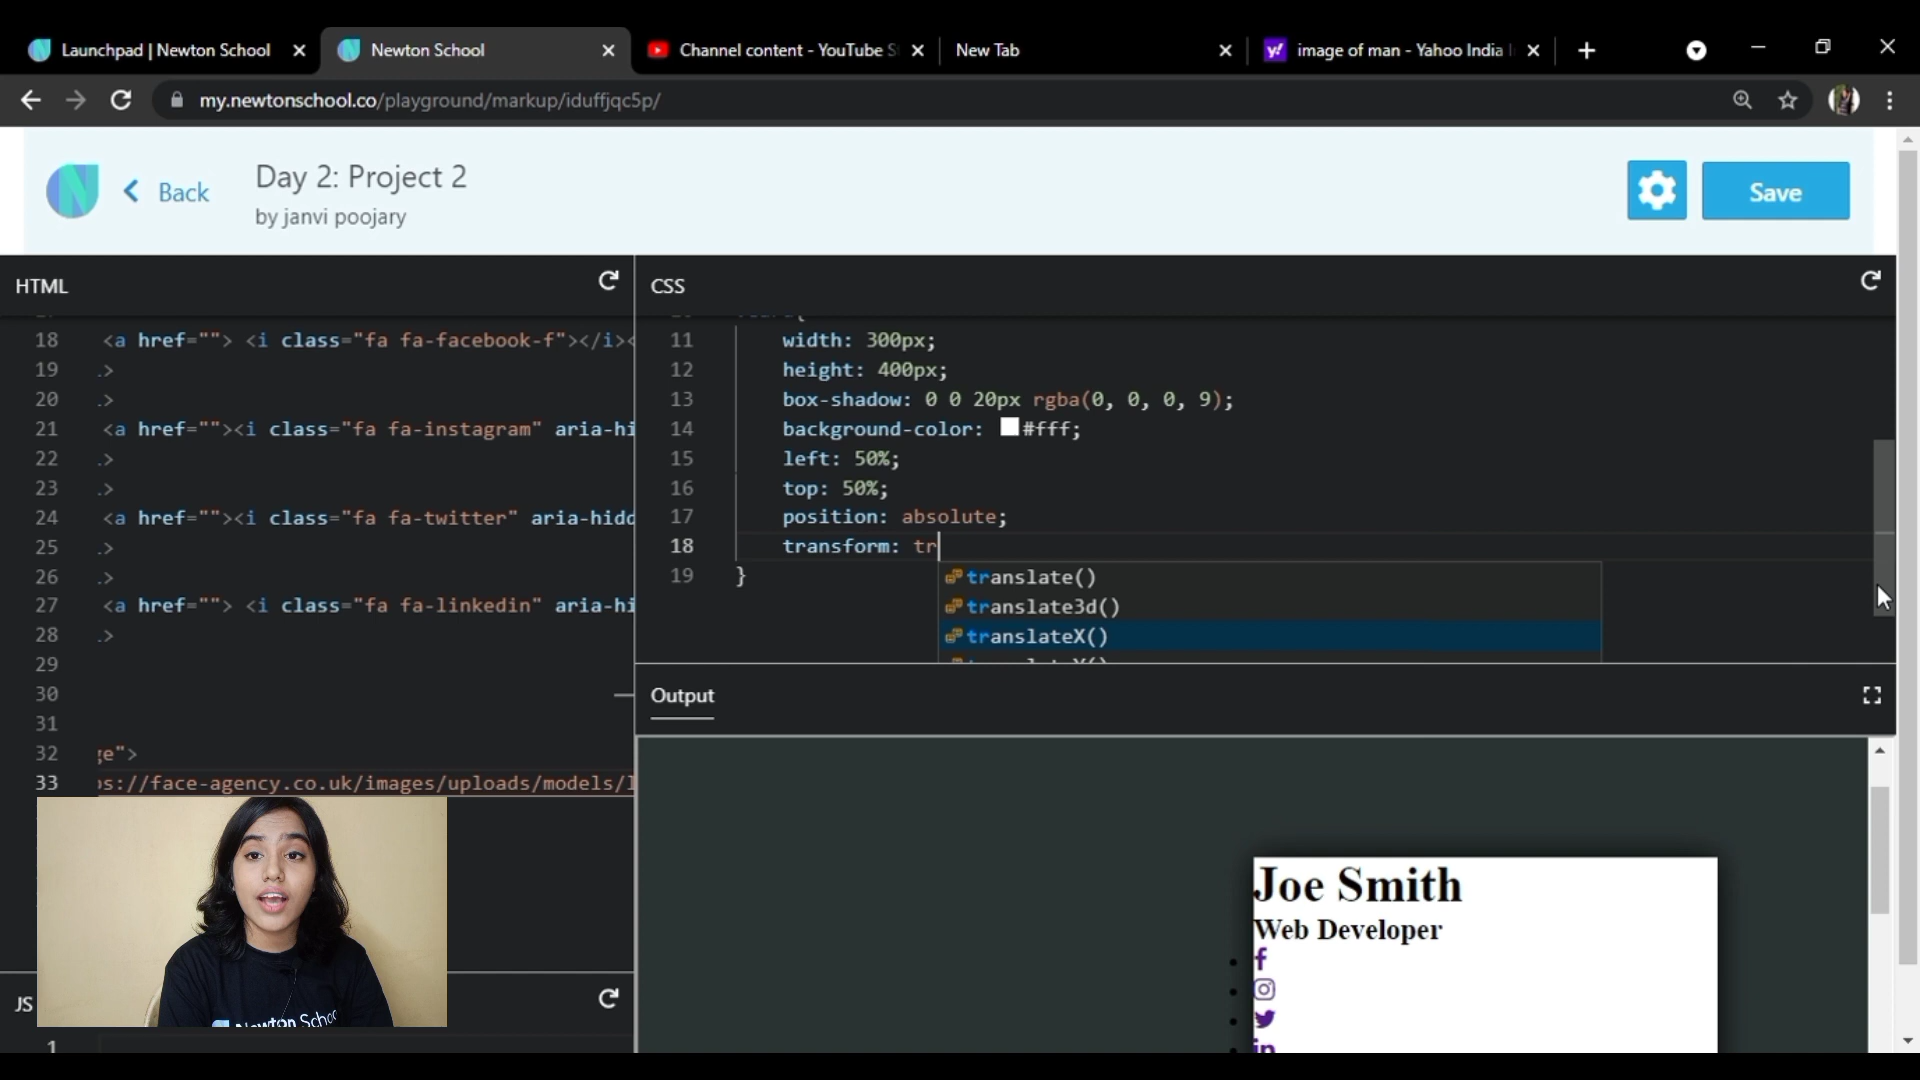 Launchpad | Newton School
Newton School
Channel content - YouTube S
New Tab
image of man - Yahoo India I
my.newtonschool.co/playground/markup/iduffjqc5p/
Back
Day 2: Project 2
by janvi poojary
Save
HTML
18 <a href=""> <i class="fa fa-facebook-f"></i><
19 .>
20 .>
21 <a href=""><i class="fa fa-instagram" aria-hi
22 .>
23 .>
24 <a href=""><i class="fa fa-twitter" aria-hidd
25 .>
26 .>
27 <a href=""> <i class="fa fa-linkedin" aria-hi
28 .>
29
30
31
32 ge">
33 ps://face-agency.co.uk/images/uploads/models/l
JS
1
CSS
11 width: 300px;
12 height: 400px;
13 box-shadow: 0 0 20px rgba(0, 0, 0, 9);
14 background-color: #fff;
15 left: 50%;
16 top: 50%;
17 position: absolute;
18 transform: tr
19 }
translate()
translate3d()
translateX()
Output
Joe Smith
Web Developer
Newton Schoo